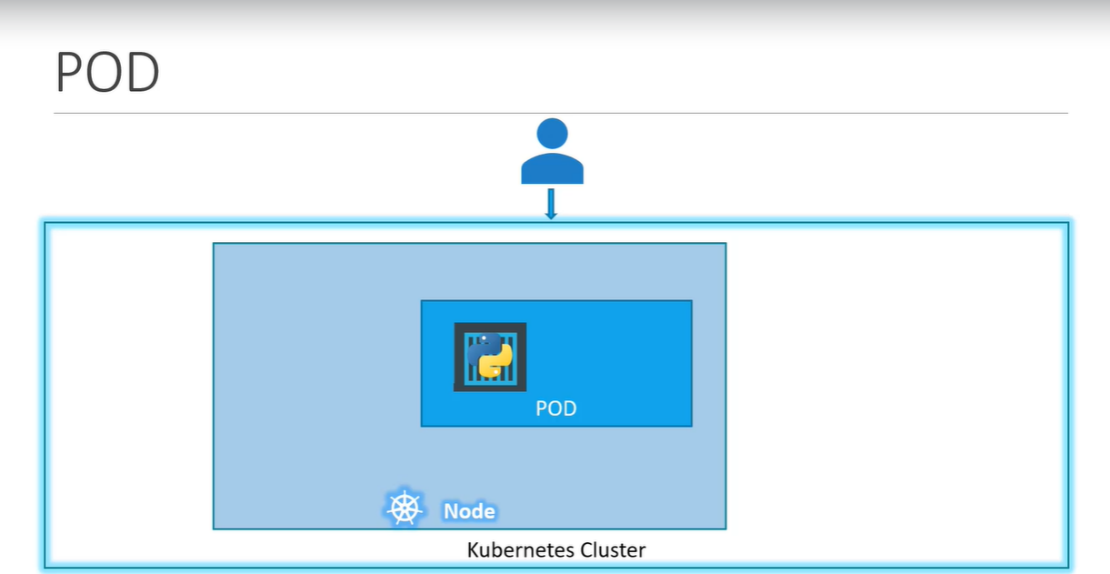 POD
POD
Node
Kubernetes Cluster